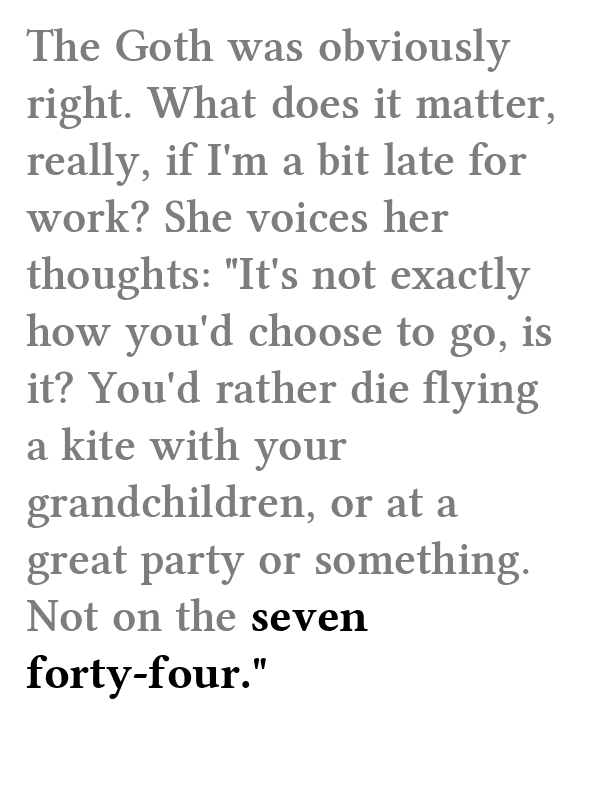 The Goth was obviously
right. What does it matter,
really, if I'm a bit late for
work? She voices her
thoughts: "It's not exactly
how you'd choose to go, is
it? You'd rather die flying
a kite with your
grandchildren, or at a
great party or something.
Not on the seven
forty-four."